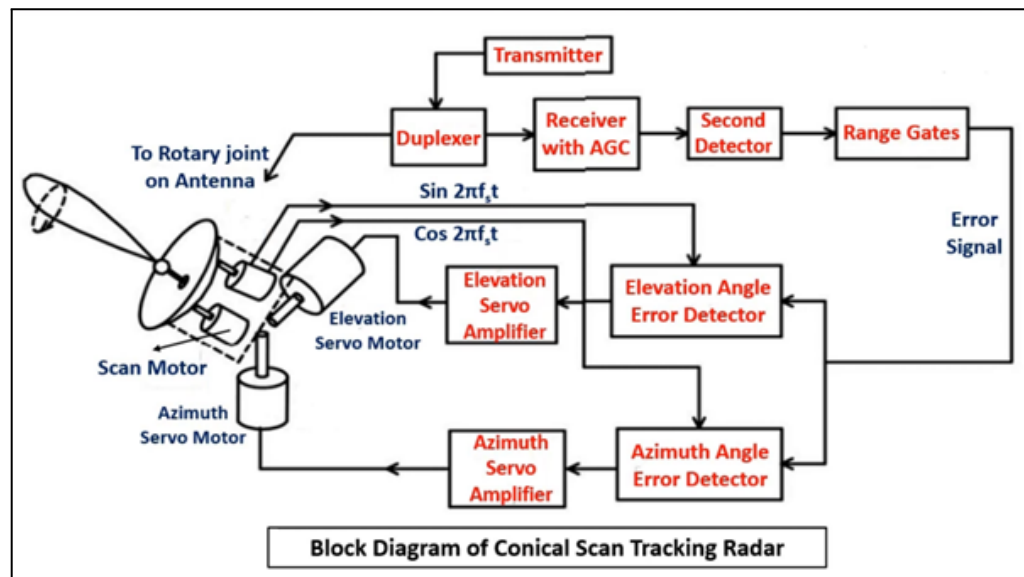 Transmitter
Duplexer
Receiver
with AGC
Second
Detector
Range Gates
To Rotary joint
on Antenna
Sin 2πfₛt
Cos 2πfₛt
Error
Signal
Elevation
Servo
Amplifier
Elevation Angle
Error Detector
Elevation
Servo Motor
Scan Motor
Azimuth
Servo Motor
Azimuth
Servo
Amplifier
Azimuth Angle
Error Detector
Block Diagram of Conical Scan Tracking Radar